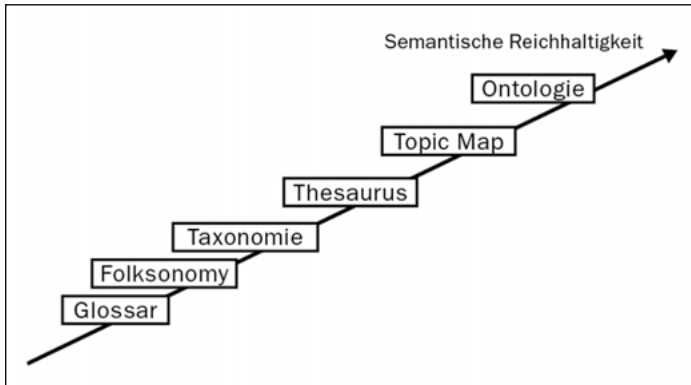 Semantische Reichhaltigkeit
Ontologie
Topic Map
Thesaurus
Taxonomie
Folksonomy
Glossar